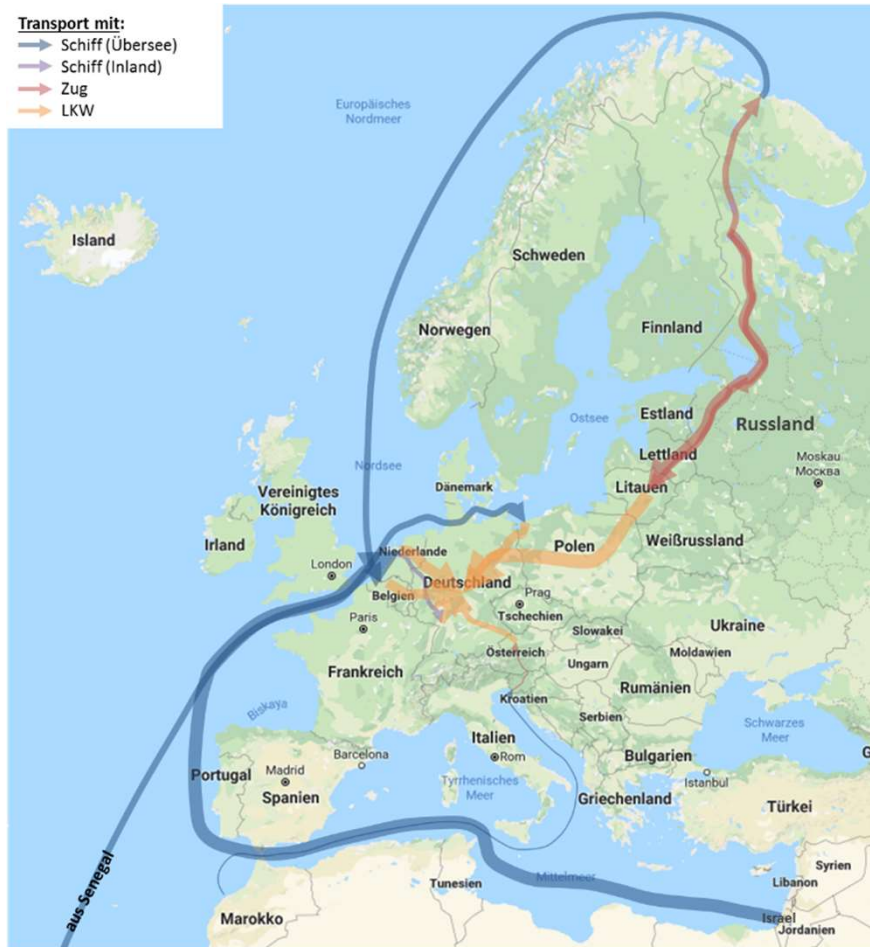 Transport mit:
Schiff (Übersee)
Schiff (Inland)
Zug
LKW
Europäisches
Nordmeer
Island
Schweden
Norwegen
Finnland
Ostsee
Estland
Russland
Lettland
Moskau
Москва
Nordsee
Dänemark
Litauen
Vereinigtes
Königreich
Irland
Niederlande
Polen
Weißrussland
London
Deutschland
Belgien
Prag
Tschechien
Paris
Ukraine
Slowakei
Österreich
Moldawien
Frankreich
Ungarn
Rumänien
Kroatien
Biskaya
Serbien
Schwarzes
Meer
Italien
Bulgarien
G
Barcelona
Rom
Portugal
Madrid
Istanbul
Spanien
Tyrrhenisches
Meer
Griechenland
Türkei
aus Senegal
Tunesien
Mittelmeer
Syrien
Libanon
Marokko
Israel
Jordanien